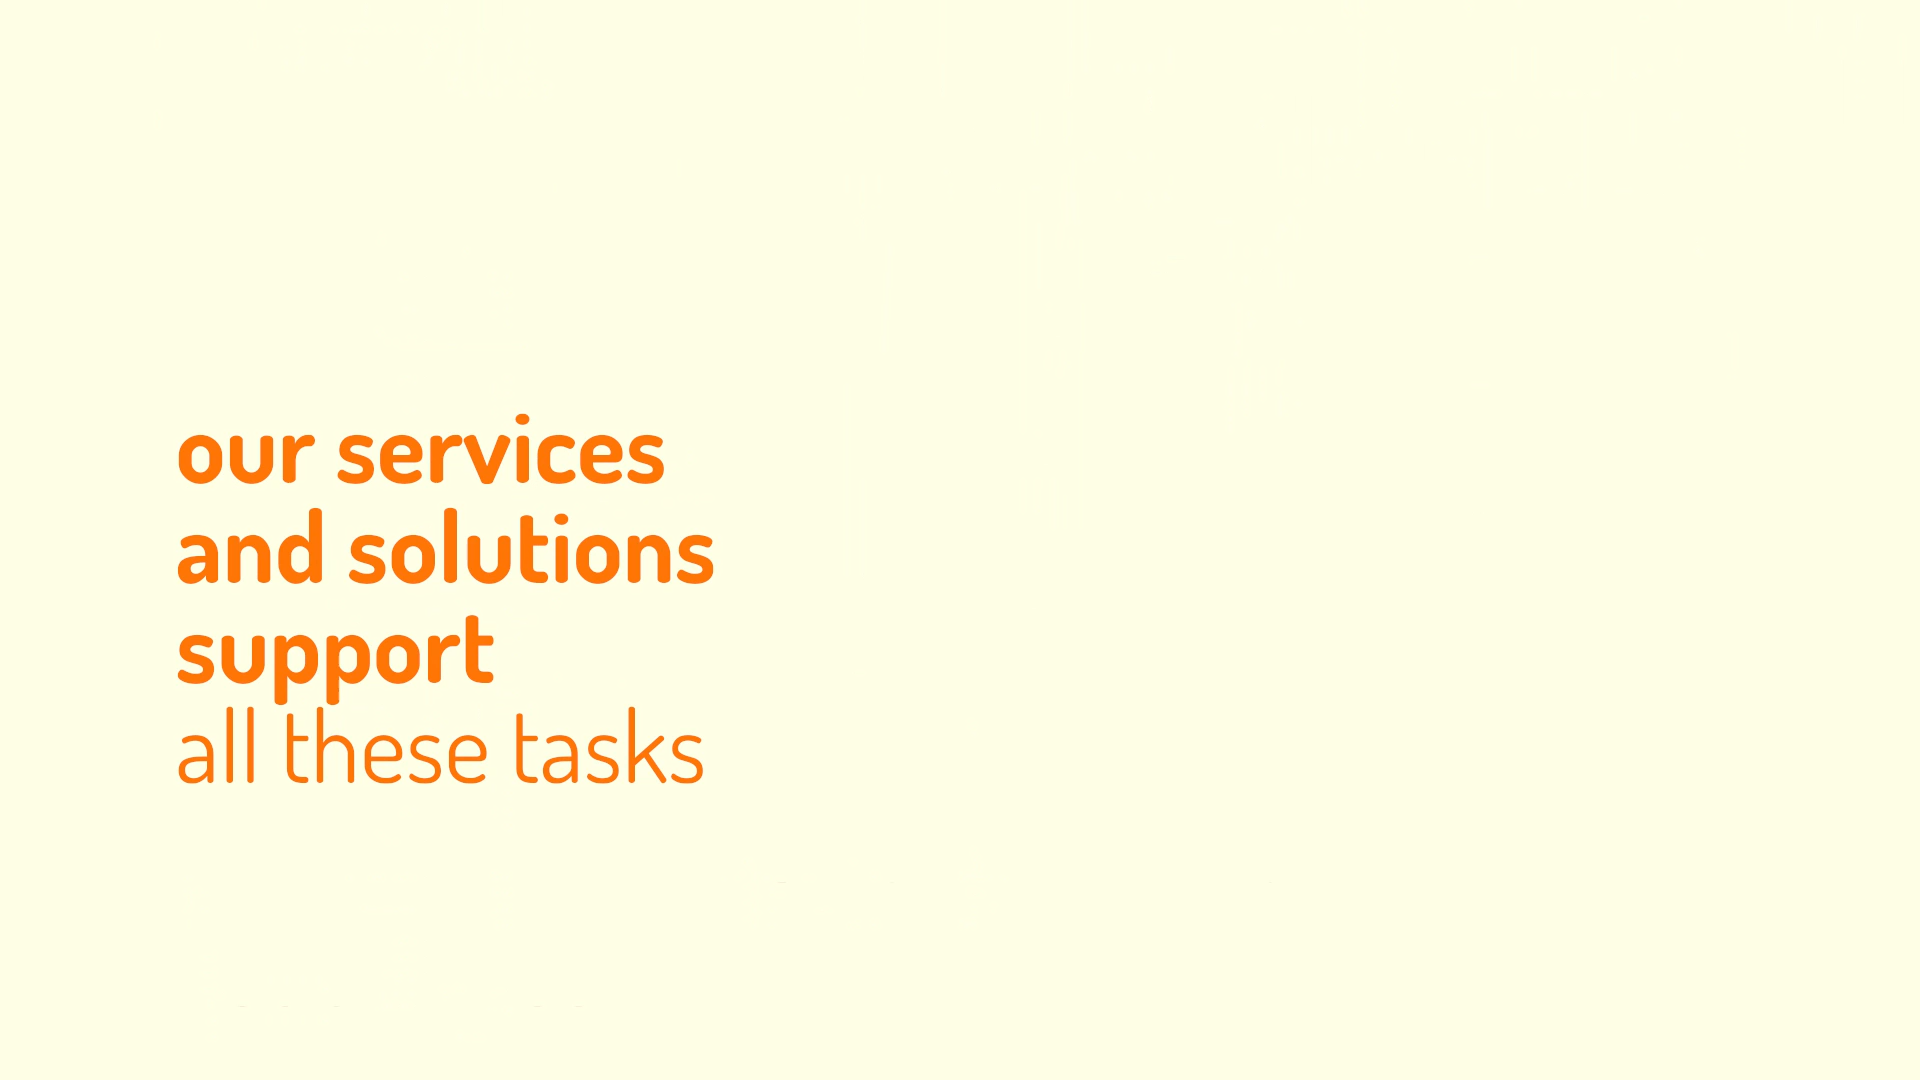 our services
and solutions
support
all these tasks